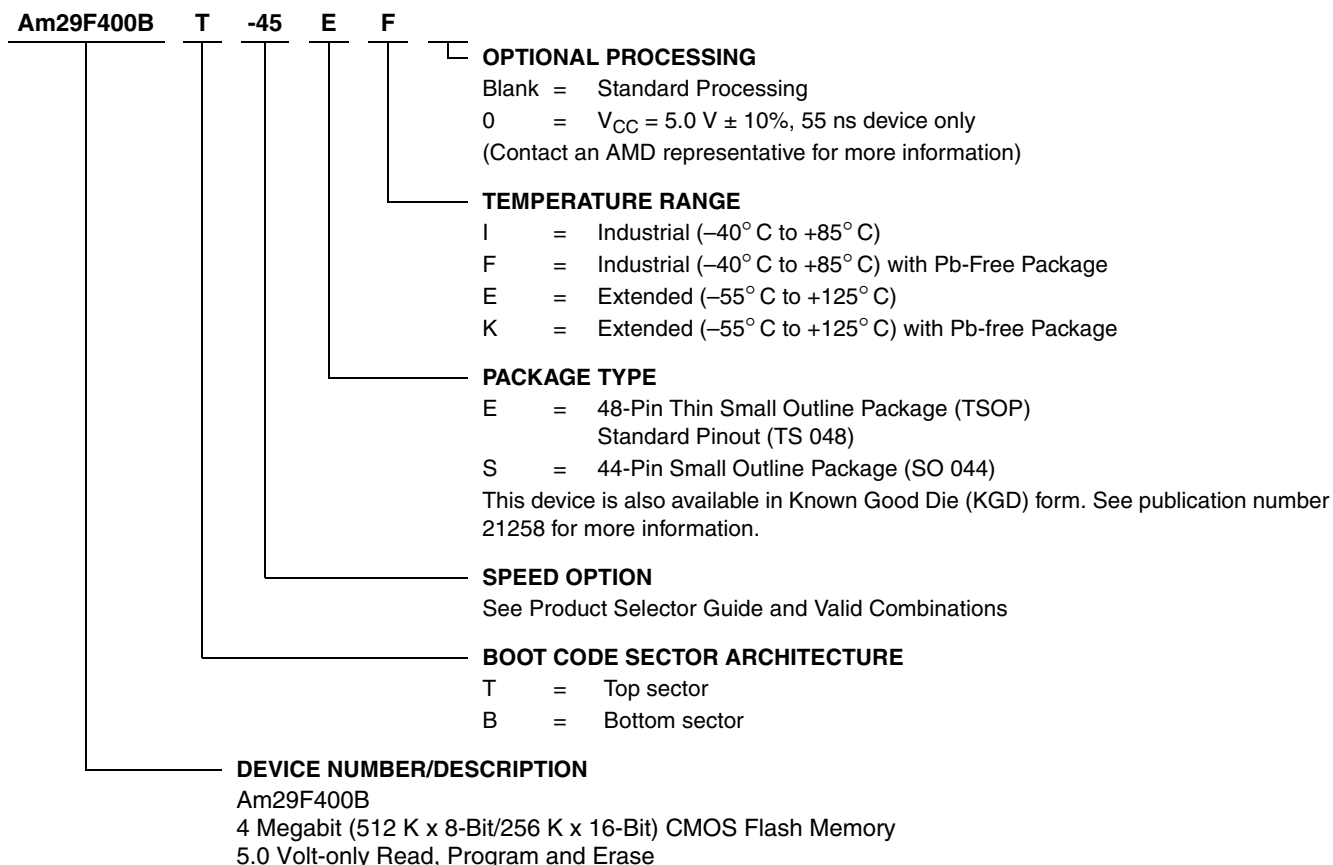 Am29F400B T -45 E F
OPTIONAL PROCESSING
Blank = Standard Processing
0 = VCC = 5.0 V ± 10%, 55 ns device only
(Contact an AMD representative for more information)
TEMPERATURE RANGE
I = Industrial (–40° C to +85° C)
F = Industrial (–40° C to +85° C) with Pb-Free Package
E = Extended (–55° C to +125° C)
K = Extended (–55° C to +125° C) with Pb-free Package
PACKAGE TYPE
E = 48-Pin Thin Small Outline Package (TSOP)
Standard Pinout (TS 048)
S = 44-Pin Small Outline Package (SO 044)
This device is also available in Known Good Die (KGD) form. See publication number
21258 for more information.
SPEED OPTION
See Product Selector Guide and Valid Combinations
BOOT CODE SECTOR ARCHITECTURE
T = Top sector
B = Bottom sector
DEVICE NUMBER/DESCRIPTION
Am29F400B
4 Megabit (512 K x 8-Bit/256 K x 16-Bit) CMOS Flash Memory
5.0 Volt-only Read, Program and Erase